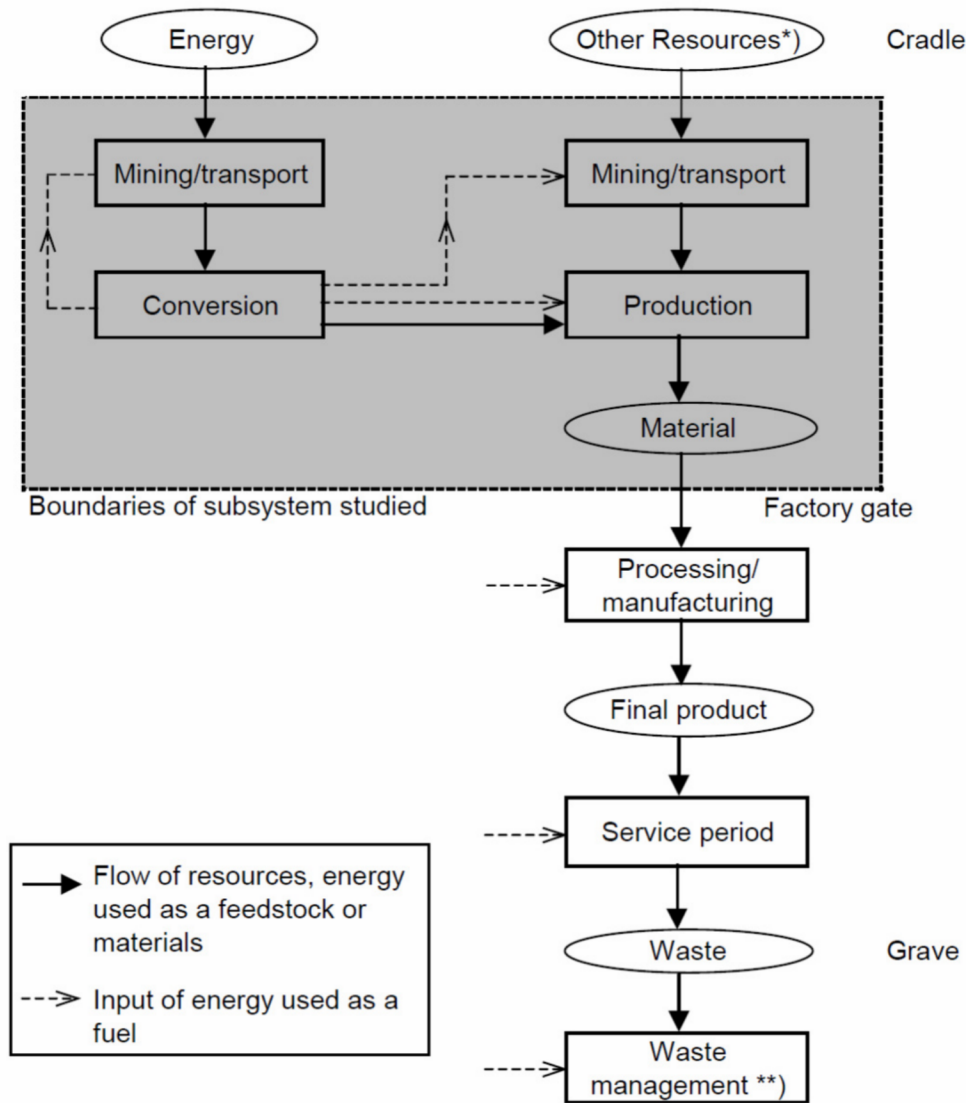 Energy
Other Resources*)
Cradle
Mining/transport
Mining/transport
Conversion
Production
Material
Boundaries of subsystem studied
Factory gate
Processing/
manufacturing
Final product
Service period
Flow of resources, energy
used as a feedstock or
materials
Waste
Grave
Input of energy used as a
fuel
Waste
management **)